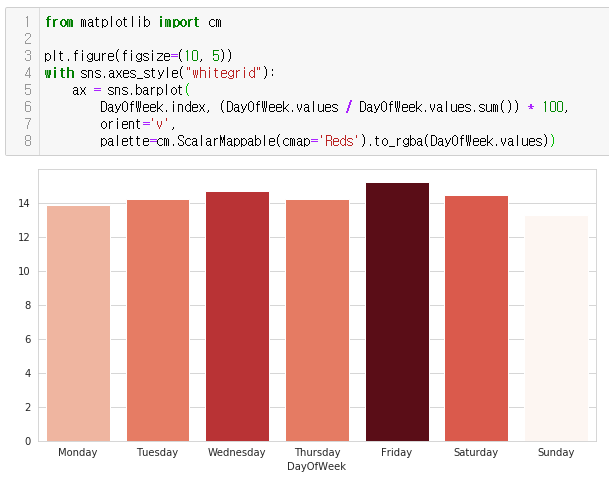 1 from matplotlib import cm
2
3 plt.figure(figsize=(10, 5))
4 with sns.axes_style("whitegrid"):
5     ax = sns.barplot(
6         DayOfWeek.index, (DayOfWeek.values / DayOfWeek.values.sum()) * 100,
7         orient='v',
8         palette=cm.ScalarMappable(cmap='Reds').to_rgba(DayOfWeek.values))
14
12
10
8
6
4
2
0
Monday Tuesday Wednesday Thursday Friday Saturday Sunday
DayOfWeek